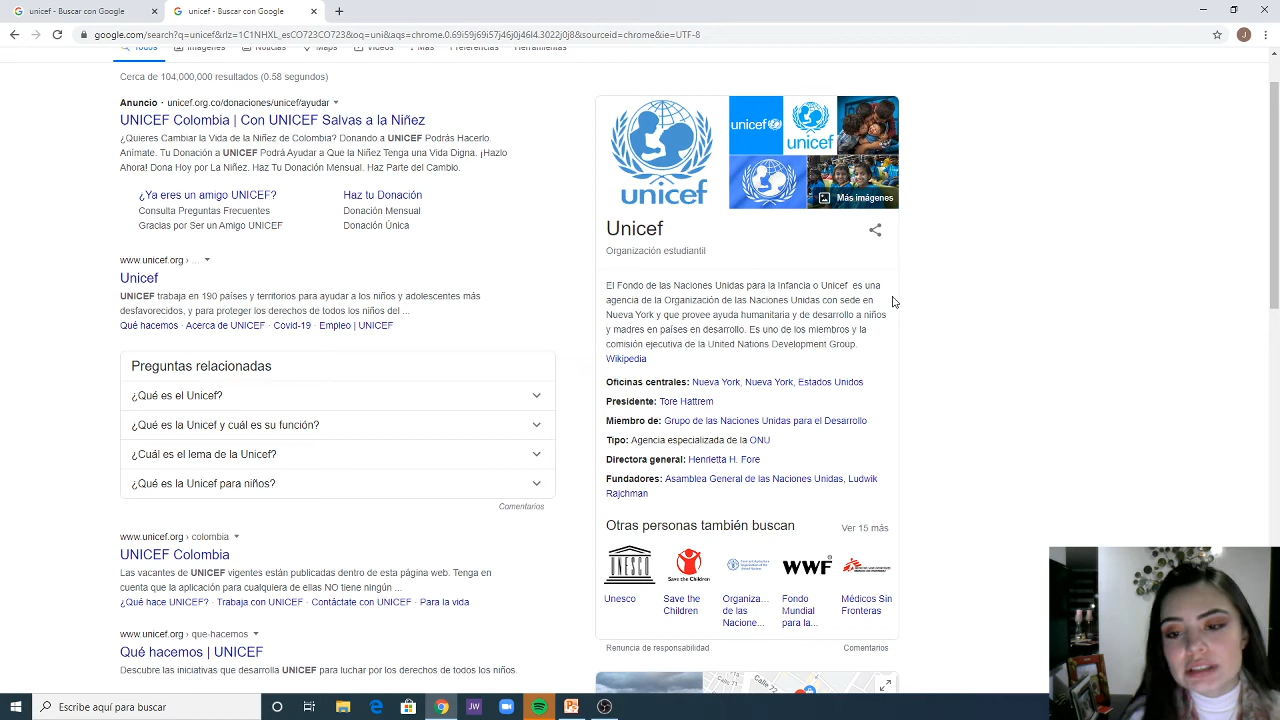 unicef - Buscar con Google
unicef - Buscar con Google
google.com/search?q=unicef&rlz=1C1NHXL_esCO723CO723&oq=uni&aqs=chrome.0.69i59j69i57j46j0j46l4.3022j0j8&sourceid=chrome&ie=UTF-8
J
Todos Imágenes Noticias Maps Videos Más Preferencias Herramientas
Cerca de 104,000,000 resultados (0.58 segundos)
Anuncio · unicef.org.co/donaciones/unicef/ayudar
UNICEF Colombia | Con UNICEF Salvas a la Niñez
¿Quieres Cambiar la Vida de la Niñez de Colombia? Donando a UNICEF Podrás Hacerlo.
Anímate. Tu Donación a UNICEF Podrá Ayudar a Que la Niñez Tenga una Vida Digna. ¡Hazlo
Ahora! Dona Hoy Por La Niñez. Haz Tu Donación Mensual. Haz Parte del Cambio.
¿Ya eres un amigo UNICEF?
Consulta Preguntas Frecuentes
Gracias por Ser un Amigo UNICEF
Haz tu Donación
Donación Mensual
Donación Única
www.unicef.org › ...
Unicef
UNICEF trabaja en 190 países y territorios para ayudar a los niños y adolescentes más
desfavorecidos, y para proteger los derechos de todos los niños del ...
Qué hacemos · Acerca de UNICEF · Covid-19 · Empleo | UNICEF
Preguntas relacionadas
¿Qué es el Unicef?
¿Qué es la Unicef y cuál es su función?
¿Cuál es el lema de la Unicef?
¿Qué es la Unicef para niños?
Comentarios
www.unicef.org › colombia
UNICEF Colombia
Las vacantes de UNICEF vigentes están publicadas dentro de esta página web. Tenga en
cuenta que la aplicación para cualquiera de ellas NO tiene ningún ...
¿Qué hace UNICEF? · Trabaja con UNICEF · Contáctate con UNICEF · Para la vida
www.unicef.org › que-hacemos
Qué hacemos | UNICEF
Descubre las iniciativas que desarrolla UNICEF para luchar por los derechos de todos los niños.
unicef
unicef
unicef
Más imágenes
Unicef
Organización estudiantil
El Fondo de las Naciones Unidas para la Infancia o Unicef es una
agencia de la Organización de las Naciones Unidas con sede en
Nueva York y que provee ayuda humanitaria y de desarrollo a niños
y madres en países en desarrollo. Es uno de los miembros y la
comisión ejecutiva de la United Nations Development Group.
Wikipedia
Oficinas centrales: Nueva York, Nueva York, Estados Unidos
Presidente: Tore Hattrem
Miembro de: Grupo de las Naciones Unidas para el Desarrollo
Tipo: Agencia especializada de la ONU
Directora general: Henrietta H. Fore
Fundadores: Asamblea General de las Naciones Unidas, Ludwik
Rajchman
Otras personas también buscan
Ver 15 más
UNESCO
Save the Children
WWF
Unesco
Save the
Children
Organiza...
de las
Nacione...
Fondo
Mundial
para la...
Médicos Sin
Fronteras
Renuncia de responsabilidad
Comentarios
Calle 72
Escribe aquí para buscar
JW